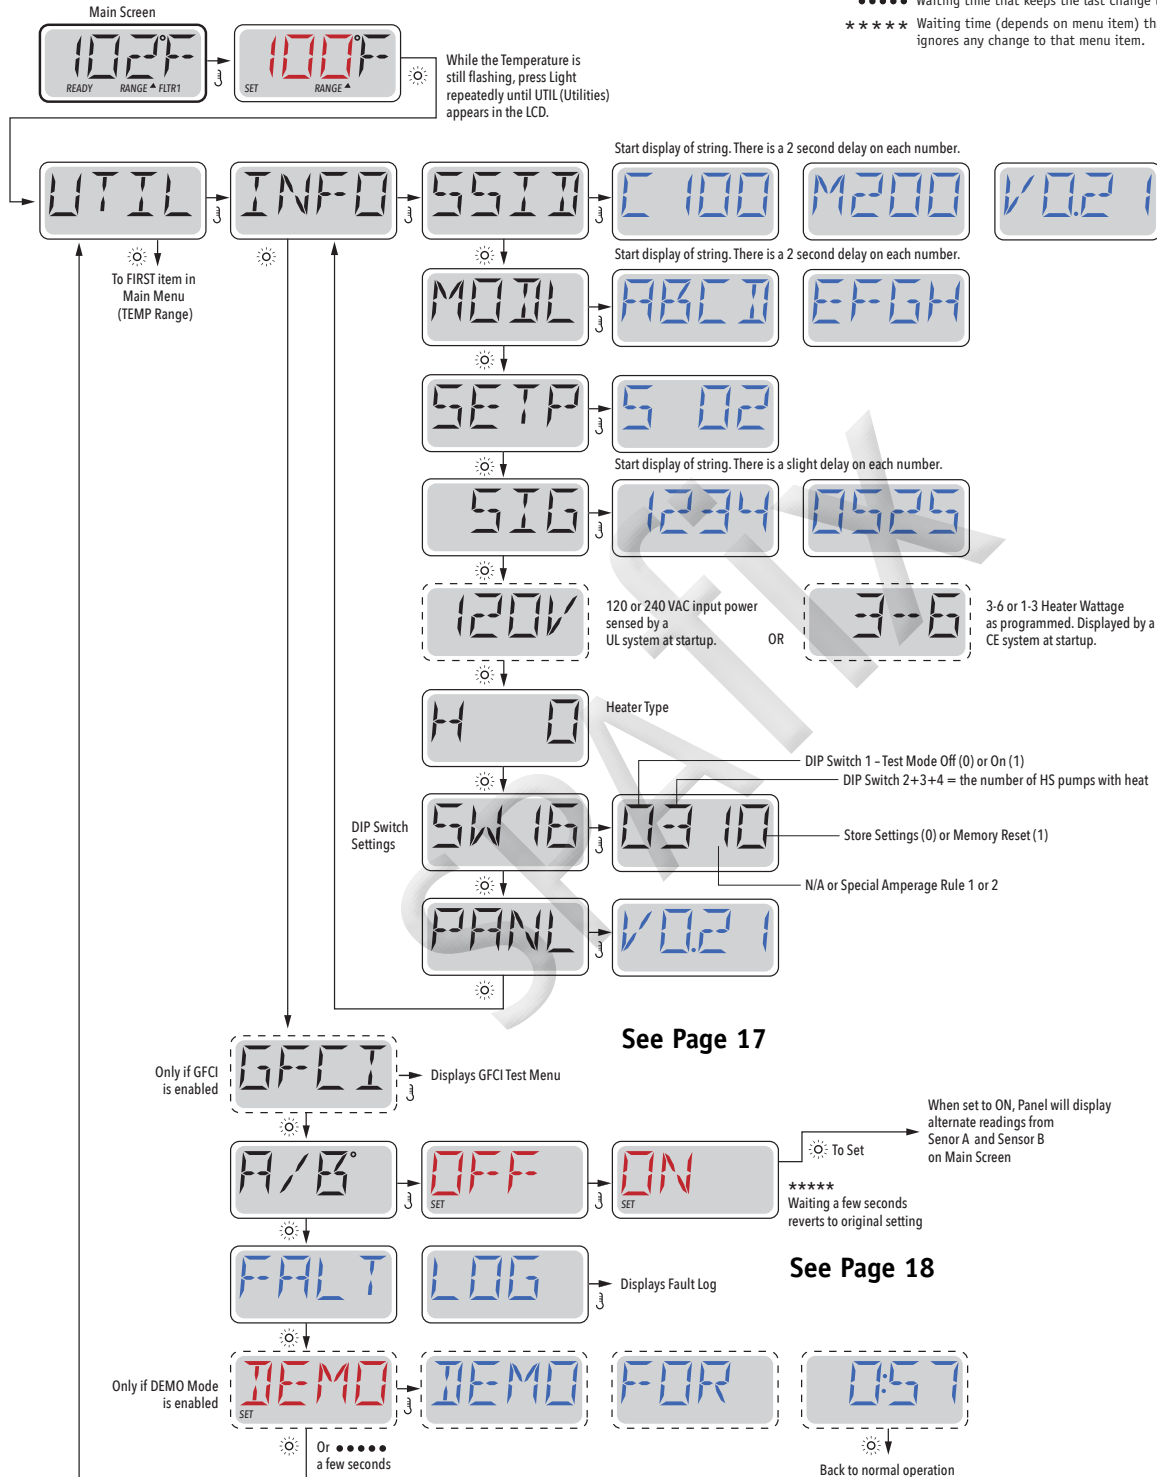 Main Screen
Waiting time that keeps the last change
***** Waiting time (depends on menu item) th
ignores any change to that menu item.
102°F
READY RANGE FLTR1
100°F
SET RANGE
While the Temperature is
still flashing, press Light
repeatedly until UTIL (Utilities)
appears in the LCD.
Start display of string. There is a 2 second delay on each number.
UTIL
INFO
SSID
C 100
M200
V0.21
To FIRST item in
Main Menu
(TEMP Range)
Start display of string. There is a 2 second delay on each number.
MODL
ABCD
EFGH
SETP
S 02
Start display of string. There is a slight delay on each number.
SIG
1234
0525
120V
120 or 240 VAC input power
sensed by a
UL system at startup.
OR
3-6
3-6 or 1-3 Heater Wattage
as programmed. Displayed by a
CE system at startup.
H 0
Heater Type
DIP Switch 1 – Test Mode Off (0) or On (1)
DIP Switch 2+3+4 = the number of HS pumps with heat
DIP Switch
Settings
SW 16
03 10
Store Settings (0) or Memory Reset (1)
N/A or Special Amperage Rule 1 or 2
PANL
V0.21
SPAfix
See Page 17
Only if GFCI
is enabled
GFCI
Displays GFCI Test Menu
When set to ON, Panel will display
alternate readings from
Senor A and Sensor B
on Main Screen
A/B°
OFF
SET
ON
SET
To Set
*****
Waiting a few seconds
reverts to original setting
See Page 18
FALT
LOG
Displays Fault Log
Only if DEMO Mode
is enabled
DEMO
SET
DEMO
FOR
0:57
Or •••••
a few seconds
Back to normal operation